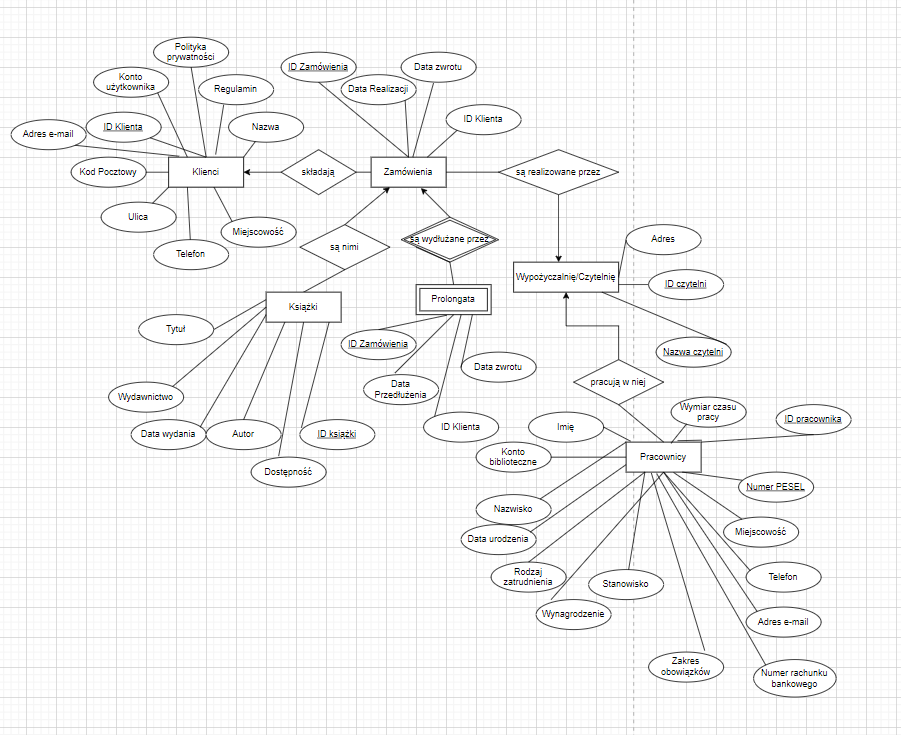 Polityka
prywatności
Konto
użytkownika
Regulamin
Adres e-mail
ID Klienta
Nazwa
Kod Pocztowy
Klienci
Ulica
Miejscowość
Telefon
składają
ID Zamówienia
Data Realizacji
Data zwrotu
ID Klienta
Zamówienia
są realizowane przez
są nimi
są wydłużane przez
Wypożyczalnię/Czytelnię
Adres
ID czytelni
Nazwa czytelni
Książki
Tytuł
Wydawnictwo
Data wydania
Autor
Dostępność
ID książki
Prolongata
ID Zamówienia
Data
Przedłużenia
Data zwrotu
ID Klienta
pracują w niej
Pracownicy
Imię
Wymiar czasu
pracy
ID pracownika
Konto
biblioteczne
Numer PESEL
Nazwisko
Miejscowość
Data urodzenia
Rodzaj
zatrudnienia
Stanowisko
Telefon
Wynagrodzenie
Adres e-mail
Zakres
obowiązków
Numer rachunku
bankowego